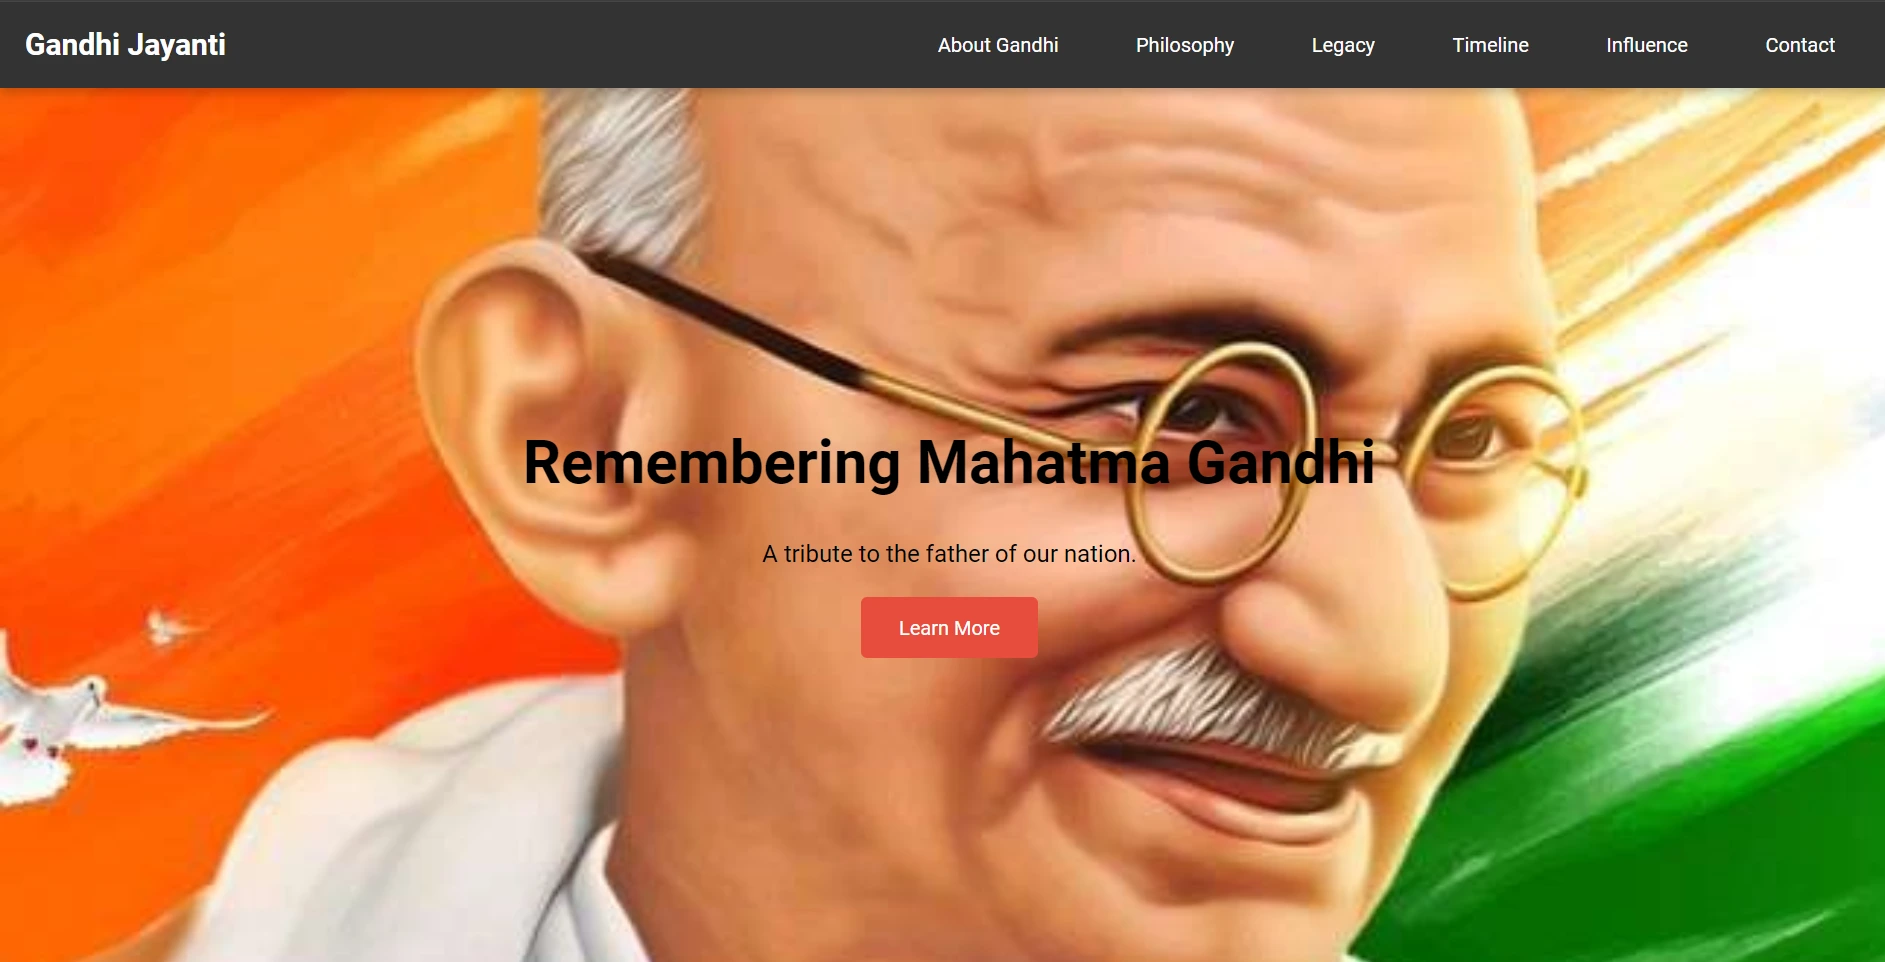 Gandhi Jayanti
About Gandhi Philosophy Legacy Timeline Influence Contact
Remembering Mahatma Gandhi
A tribute to the father of our nation.
Learn More